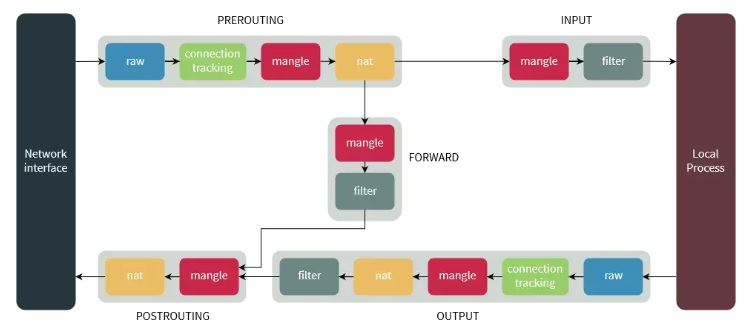 PREROUTING
INPUT
raw
connection
tracking
mangle
nat
mangle
filter
Network
interface
mangle
FORWARD
filter
Local
Process
nat
mangle
filter
nat
mangle
connection
tracking
raw
POSTROUTING
OUTPUT